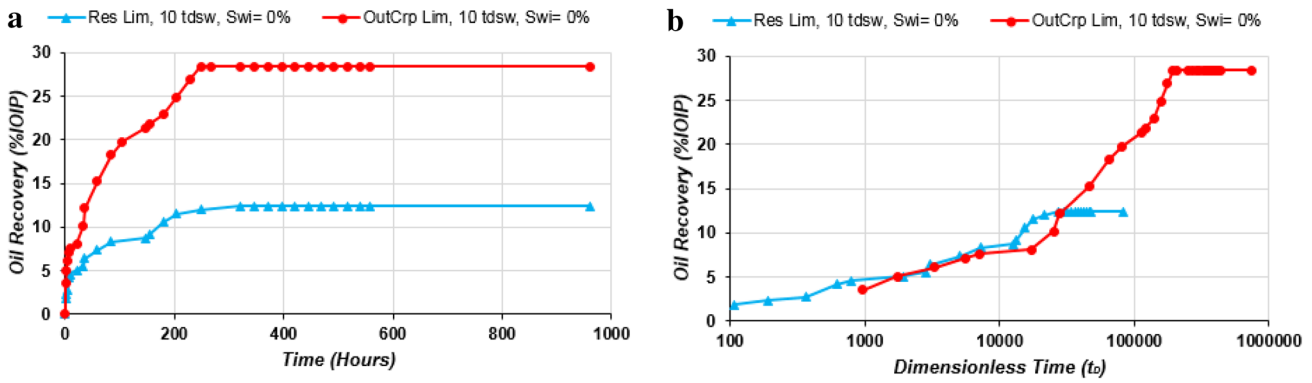 a
Res Lim, 10 tdsw, Swi= 0%
OutCrp Lim, 10 tdsw, Swi= 0%
Oil Recovery (%IOIP)
30
25
20
15
10
5
0
0
200
400
600
800
1000
Time (Hours)
b
Res Lim, 10 tdsw, Swi= 0%
OutCrp Lim, 10 tdsw, Swi= 0%
Oil Recovery (%IOIP)
30
25
20
15
10
5
0
100
1000
10000
100000
1000000
Dimensionless Time (tD)